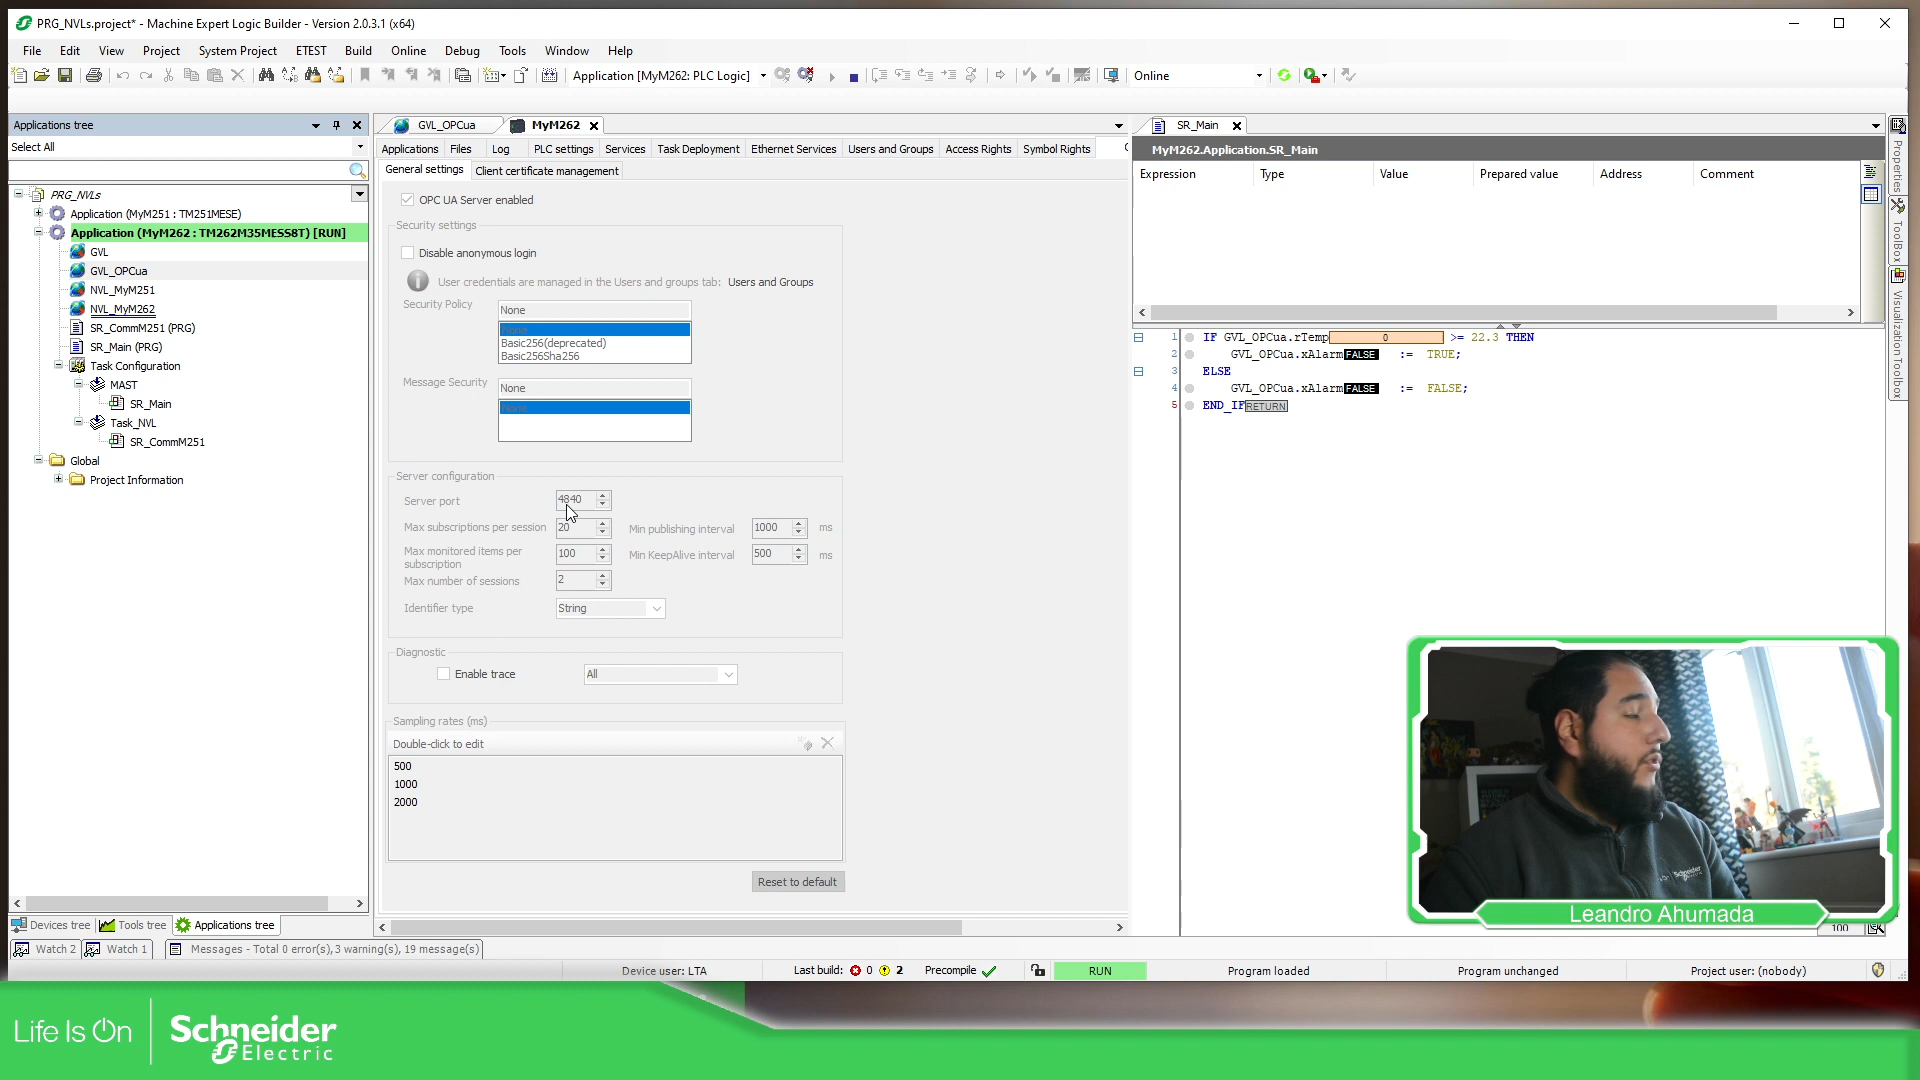 PRG_NVLs.project* - Machine Expert Logic Builder - Version 2.0.3.1 (x64)
File Edit View Project System Project ETEST Build Online Debug Tools Window Help
Application [MyM262: PLC Logic] Online
Applications tree
Select All
PRG_NVLs
Application (MyM251 : TM251MESE)
Application (MyM262 : TM262M35MESS8T) [RUN]
GVL
GVL_OPCua
NVL_MyM251
NVL_MyM262
SR_CommM251 (PRG)
SR_Main (PRG)
Task Configuration
MAST
SR_Main
Task_NVL
SR_CommM251
Global
Project Information
Devices tree Tools tree Applications tree
GVL_OPCua MyM262
Applications Files Log PLC settings Services Task Deployment Ethernet Services Users and Groups Access Rights Symbol Rights
General settings Client certificate management
OPC UA Server enabled
Security settings
Disable anonymous login
User credentials are managed in the Users and groups tab: Users and Groups
Security Policy None
None
Basic256(deprecated)
Basic256Sha256
Message Security None
Server configuration
Server port 4840
Max subscriptions per session 20 Min publishing interval 1000 ms
Max monitored items per
subscription 100 Min KeepAlive interval 500 ms
Max number of sessions 2
Identifier type String
Diagnostic
Enable trace All
Sampling rates (ms)
Double-click to edit
500
1000
2000
Reset to default
SR_Main
MyM262.Application.SR_Main
Expression Type Value Prepared value Address Comment
1 IF GVL_OPCua.rTemp 0 >= 22.3 THEN
2 GVL_OPCua.xAlarm FALSE := TRUE;
3 ELSE
4 GVL_OPCua.xAlarm FALSE := FALSE;
5 END_IF RETURN
100
Properties
ToolBox
Visualization Toolbox
Schneider
Electric
Leandro Ahumada
Watch 2 Watch 1 Messages - Total 0 error(s), 3 warning(s), 19 message(s)
Device user: LTA Last build: 0 2 Precompile RUN Program loaded Program unchanged Project user: (nobody)
Life Is On Schneider
Electric